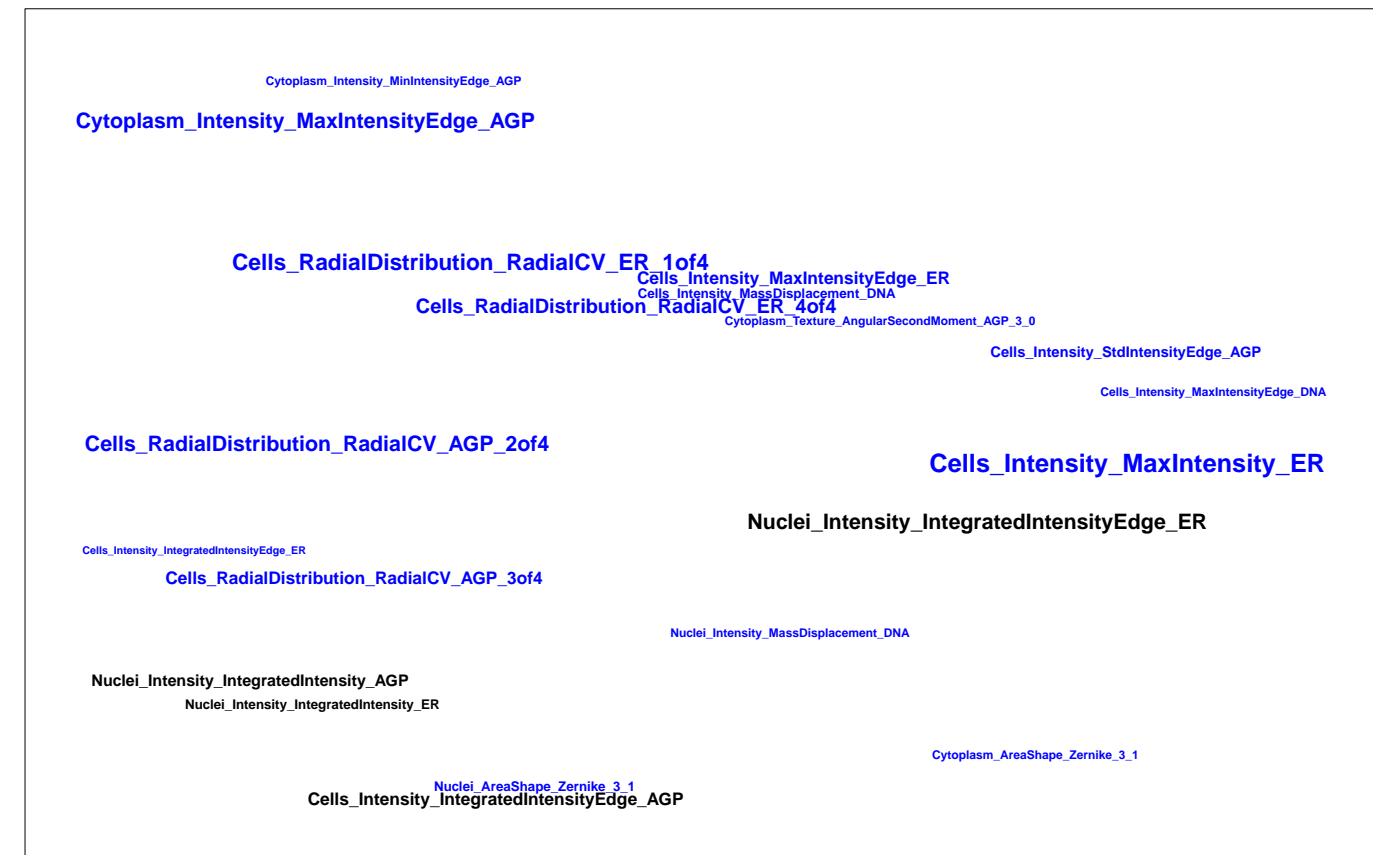 Cytoplasm_Intensity_MinIntensityEdge_AGP
Cytoplasm_Intensity_MaxIntensityEdge_AGP
Cells_RadialDistribution_RadialCV_ER_1of4
Cells_Intensity_MaxIntensityEdge_ER
Cells_Intensity_MassDisplacement_DNA
Cells_RadialDistribution_RadialCV_ER_4of4
Cytoplasm_Texture_AngularSecondMoment_AGP_3_0
Cells_Intensity_StdIntensityEdge_AGP
Cells_Intensity_MaxIntensityEdge_DNA
Cells_RadialDistribution_RadialCV_AGP_2of4
Cells_Intensity_MaxIntensity_ER
Nuclei_Intensity_IntegratedIntensityEdge_ER
Cells_Intensity_IntegratedIntensityEdge_ER
Cells_RadialDistribution_RadialCV_AGP_3of4
Nuclei_Intensity_MassDisplacement_DNA
Nuclei_Intensity_IntegratedIntensity_AGP
Nuclei_Intensity_IntegratedIntensity_ER
Cytoplasm_AreaShape_Zernike_3_1
Nuclei_AreaShape_Zernike_3_1
Cells_Intensity_IntegratedIntensityEdge_AGP